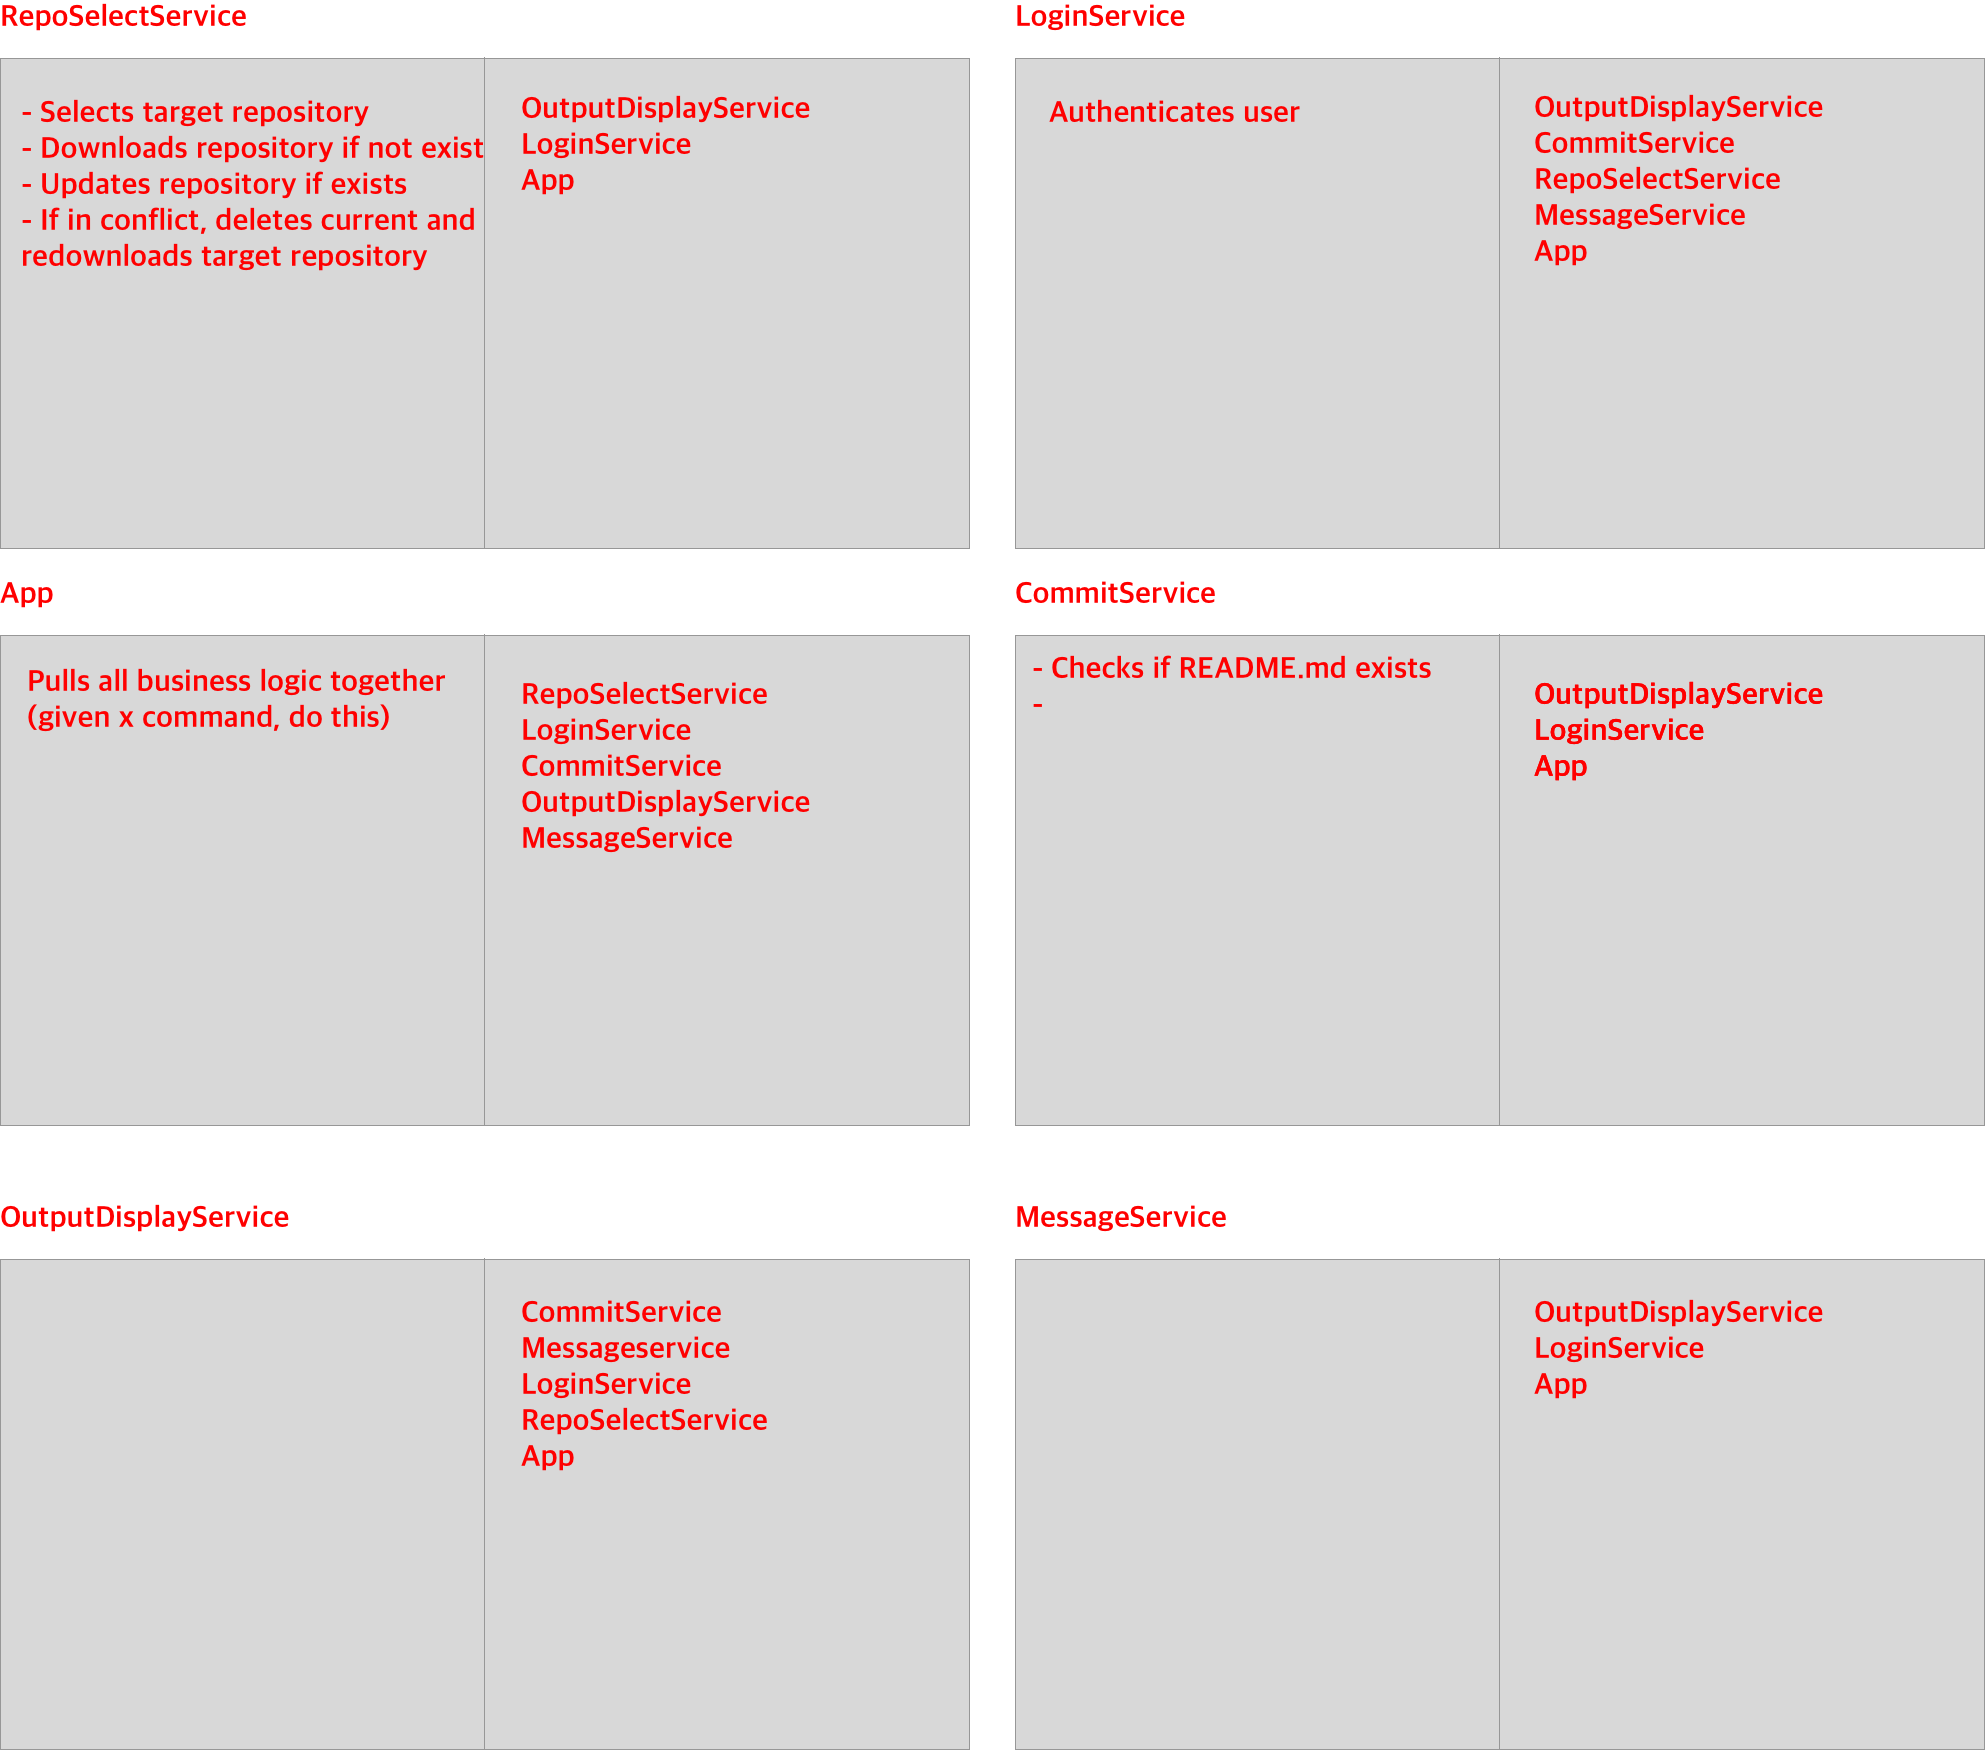 RepoSelectService
- Selects target repository
- Downloads repository if not exist
- Updates repository if exists
- If in conflict, deletes current and
redownloads target repository
OutputDisplayService
LoginService
App
LoginService
Authenticates user
OutputDisplayService
CommitService
RepoSelectService
MessageService
App
App
Pulls all business logic together
(given x command, do this)
RepoSelectService
LoginService
CommitService
OutputDisplayService
MessageService
CommitService
- Checks if README.md exists
-
OutputDisplayService
LoginService
App
OutputDisplayService
CommitService
Messageservice
LoginService
RepoSelectService
App
MessageService
OutputDisplayService
LoginService
App